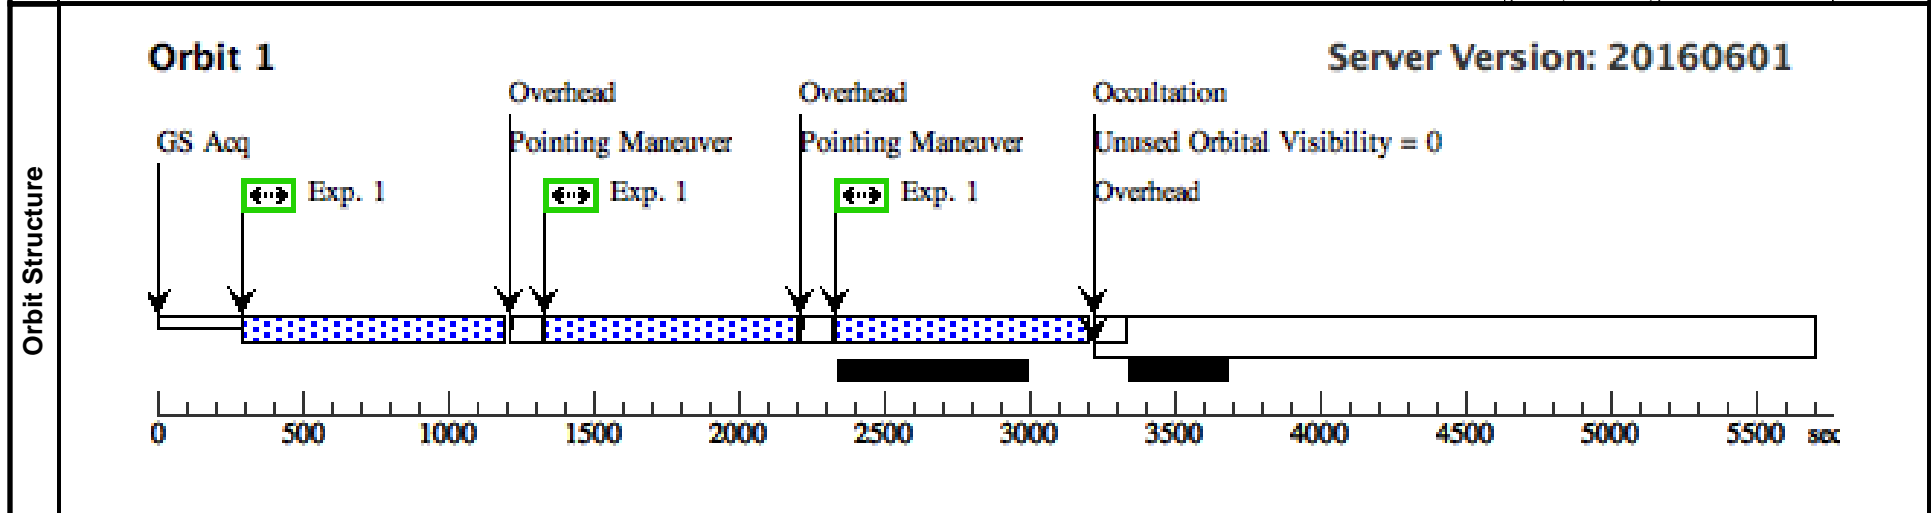 Orbit Structure
Orbit 1
Server Version: 20160601
Overhead
Overhead
Occultation
GS Acq
Pointing Maneuver
Pointing Maneuver
Unused Orbital Visibility = 0
Exp. 1
Exp. 1
Exp. 1
Overhead
0 500 1000 1500 2000 2500 3000 3500 4000 4500 5000 5500 sec